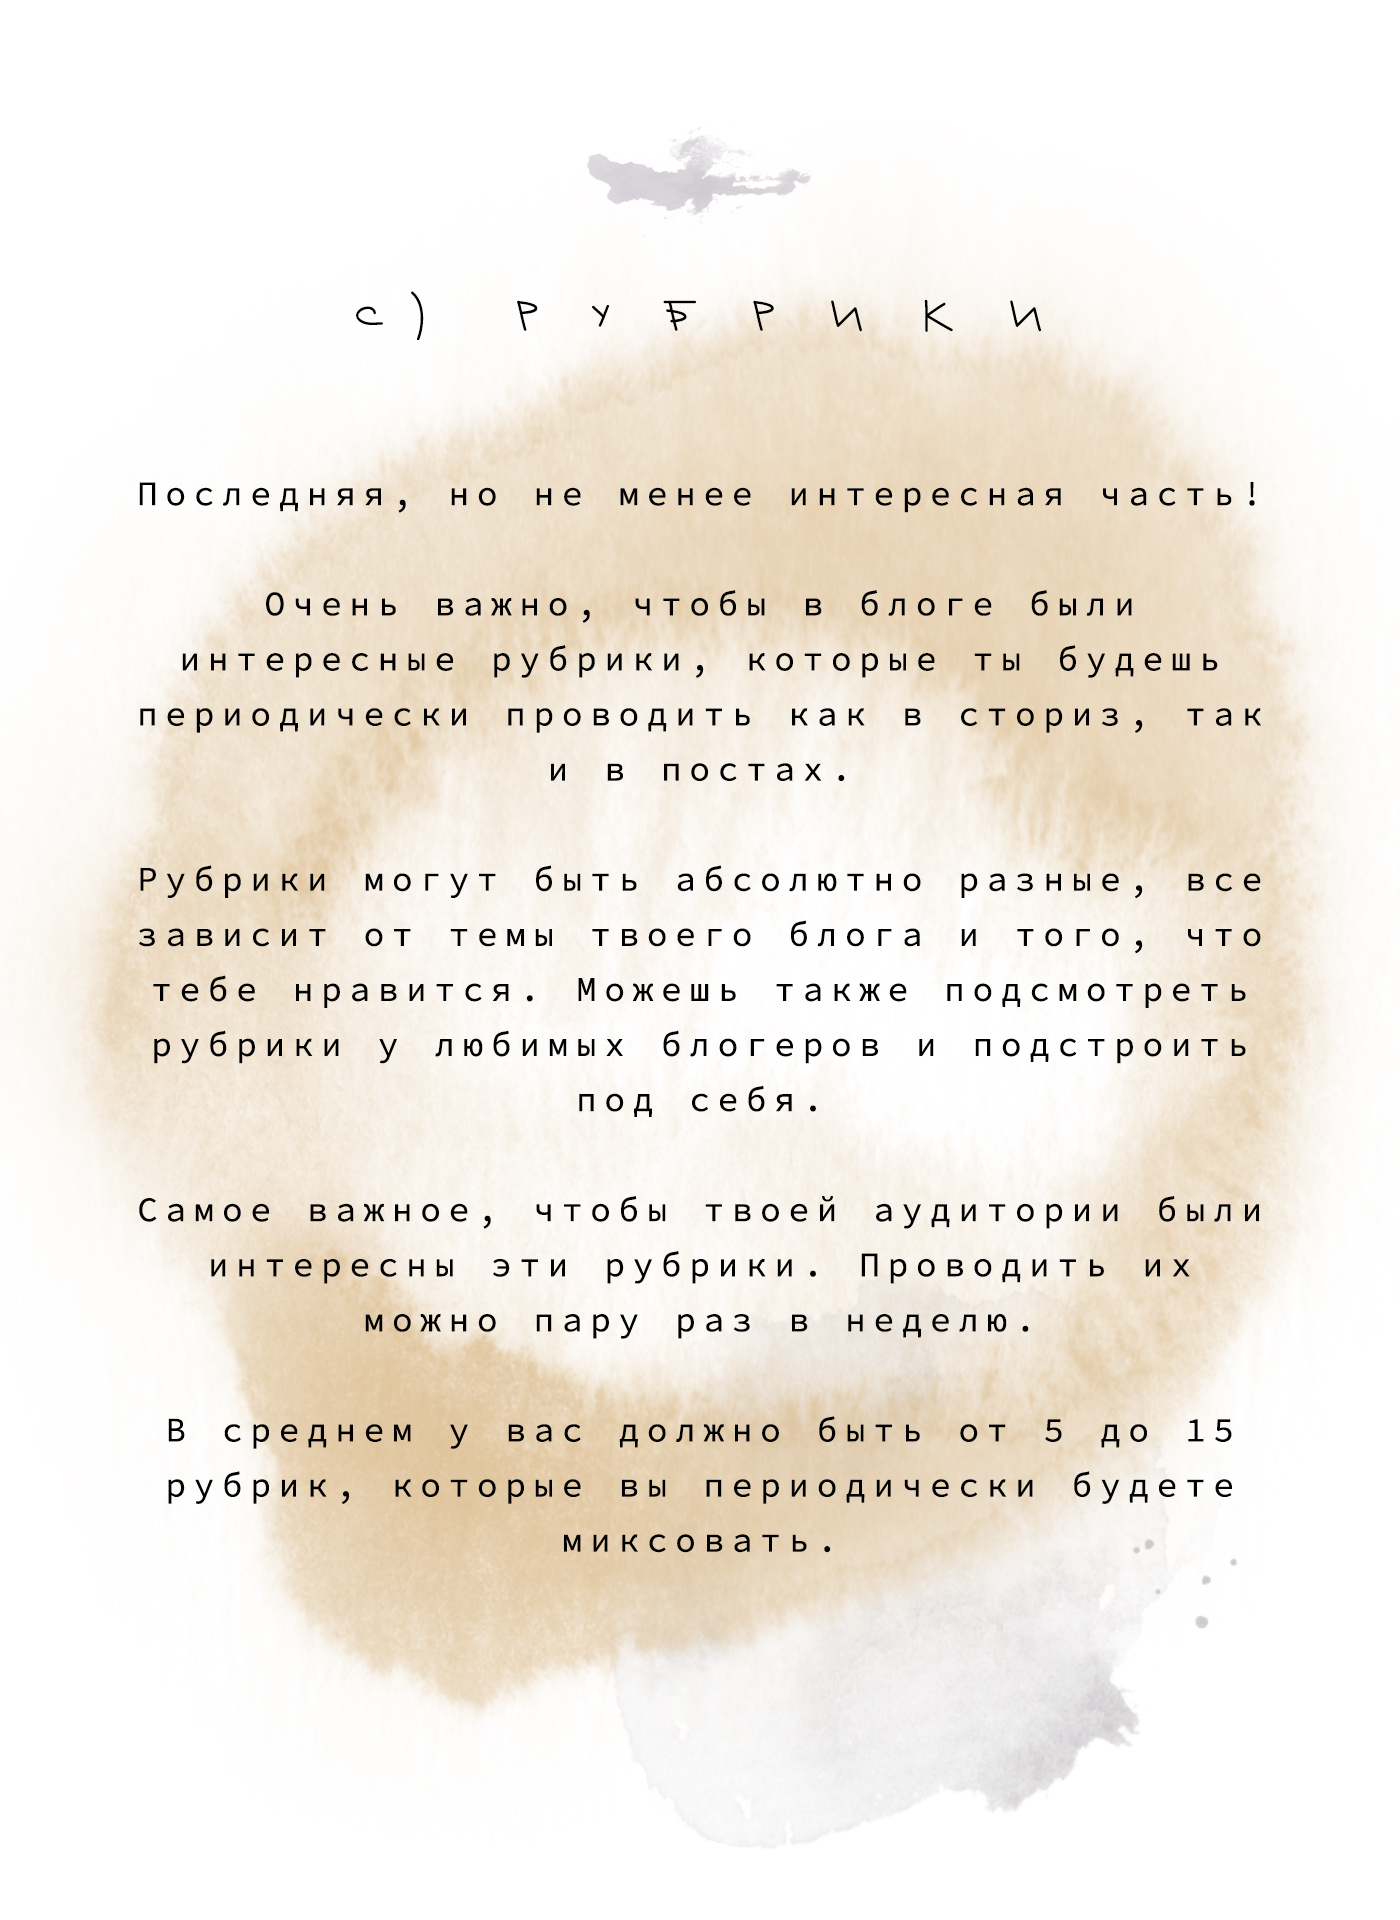 с) РУБРИКИ
Последняя, но не менее интересная часть!
Очень важно, чтобы в блоге были
интересные рубрики, которые ты будешь
периодически проводить как в сториз, так
и в постах.
Рубрики могут быть абсолютно разные, все
зависит от темы твоего блога и того, что
тебе нравится. Можешь также подсмотреть
рубрики у любимых блогеров и подстроить
под себя.
Самое важное, чтобы твоей аудитории были
интересны эти рубрики. Проводить их
можно пару раз в неделю.
В среднем у вас должно быть от 5 до 15
рубрик, которые вы периодически будете
миксовать.